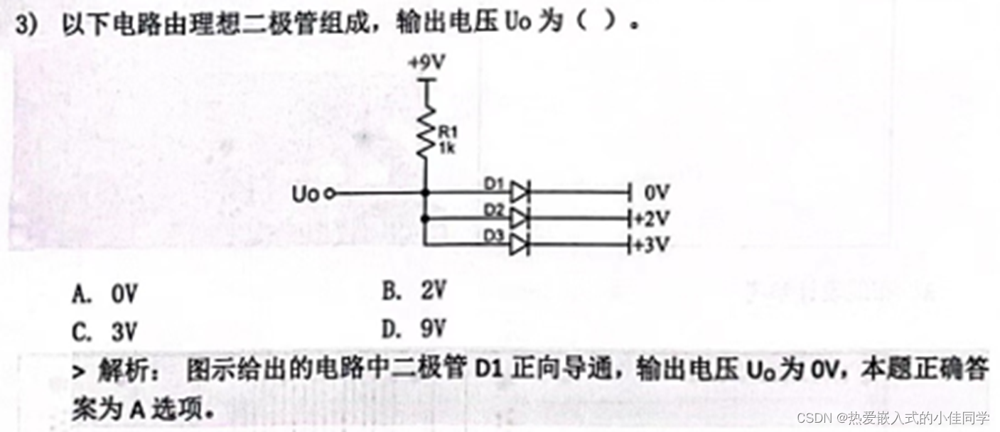 3) 以下电路由理想二极管组成，输出电压 Uo 为（ ）。
+9V
R1
1k
Uo
D1
0V
D2
+2V
D3
+3V
A. 0V
B. 2V
C. 3V
D. 9V
> 解析： 图示给出的电路中二极管 D1 正向导通，输出电压 Uo为 0V，本题正确答
案为 A 选项。
CSDN @热爱嵌入式的小佳同学